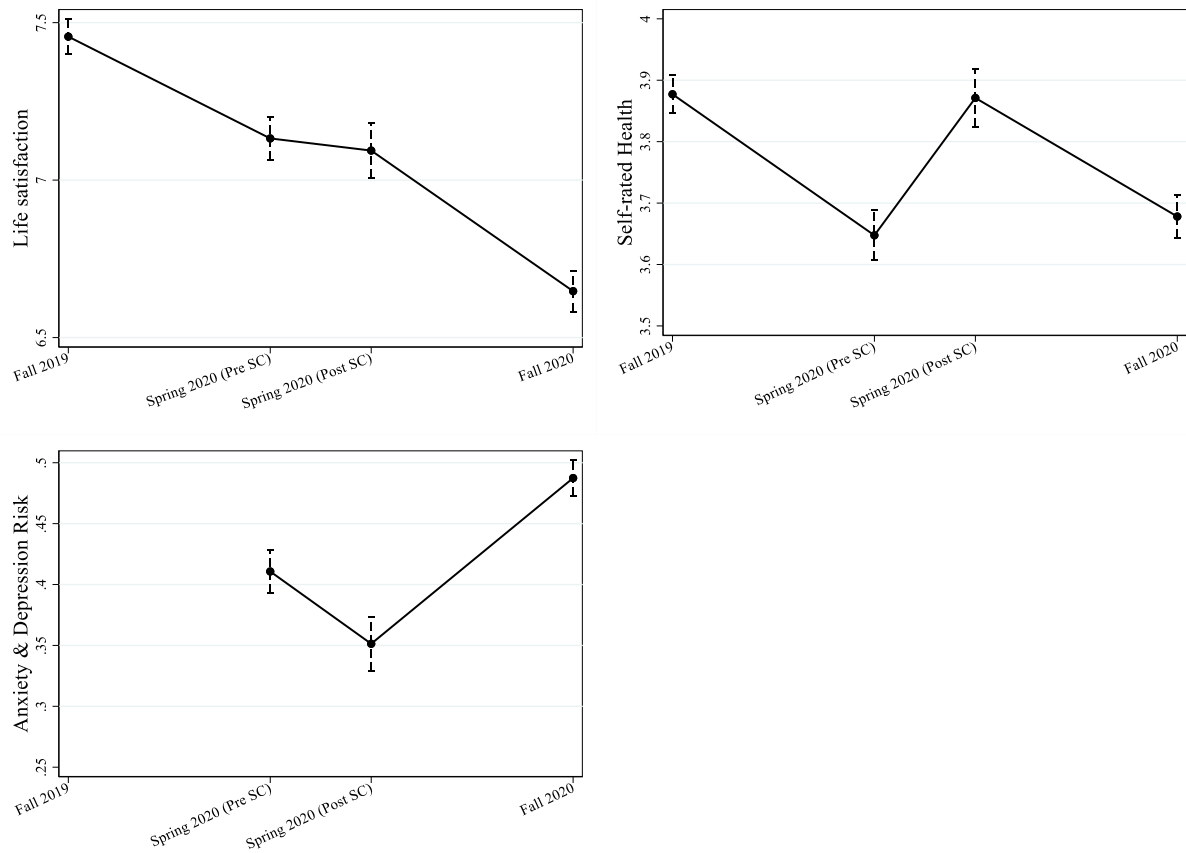 Life satisfaction
7.5
7
6.5
Fall 2019
Spring 2020 (Pre SC)
Spring 2020 (Post SC)
Fall 2020
Self-rated Health
4
3.9
3.8
3.7
3.6
3.5
Fall 2019
Spring 2020 (Pre SC)
Spring 2020 (Post SC)
Fall 2020
Anxiety & Depression Risk
.5
.45
.4
.35
.3
.25
Fall 2019
Spring 2020 (Pre SC)
Spring 2020 (Post SC)
Fall 2020